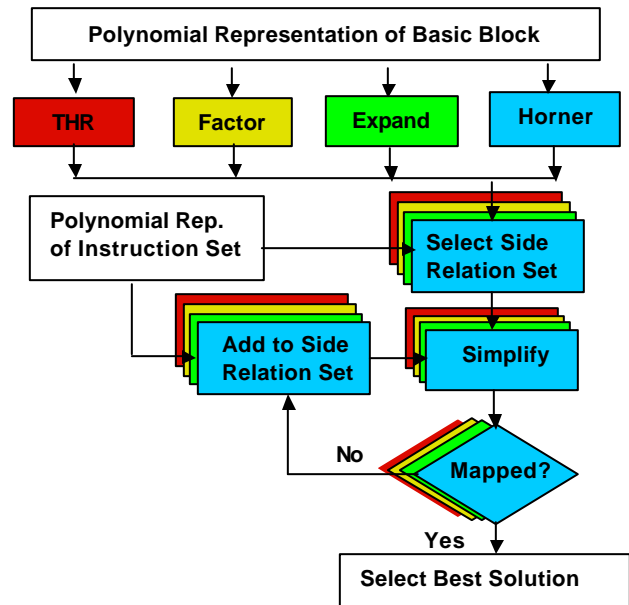 Polynomial Representation of Basic Block
THR
Factor
Expand
Horner
Polynomial Rep.
of Instruction Set
Select Side
Relation Set
Add to Side
Relation Set
Simplify
No
Mapped?
Yes
Select Best Solution